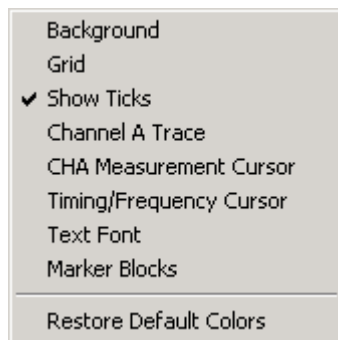 Background
Grid
Show Ticks
Channel A Trace
CHA Measurement Cursor
Timing/Frequency Cursor
Text Font
Marker Blocks
Restore Default Colors